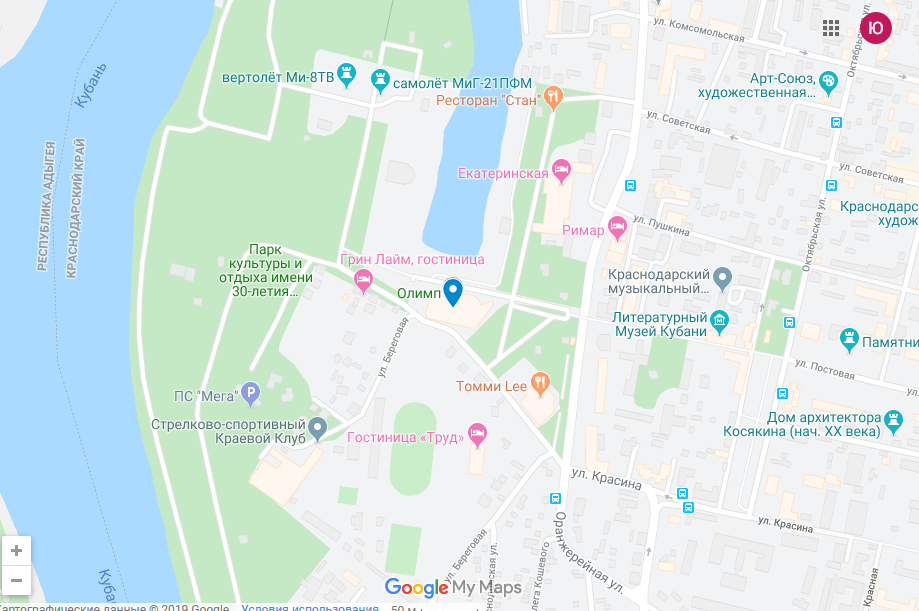 ул. Комсомольская
Ю
Октябрьская ул.
Кубань
вертолёт Ми-8ТВ
самолёт МиГ-21ПФМ
Арт-Союз,
художественная...
Ресторан "Стан"
ул. Советская
РЕСПУБЛИКА АДЫГЕЯ
КРАСНОДАРСКИЙ КРАЙ
Екатеринская
ул. Советская
Октябрьская ул.
Краснодарс
худож
ул. Пушкина
Римар
Парк
культуры и
отдыха имени
30-летия...
Грин Лайм, гостиница
Краснодарский
музыкальный...
Олимп
Литературный
Музей Кубани
Памятни
ул. Береговая
ул. Постовая
ПС "Мега"
P
Томми Lee
Стрелково-спортивный
Краевой Клуб
Гостиница «Труд»
Дом архитектора
Косякина (нач. XX века)
ул. Красина
ул. Красина
Оранжерейная ул.
ул. Береговая
лега Кошевого
Красная
+
−
Куба
Google My Maps
Картографические данные © 2019 Google
Условия использования
50 м